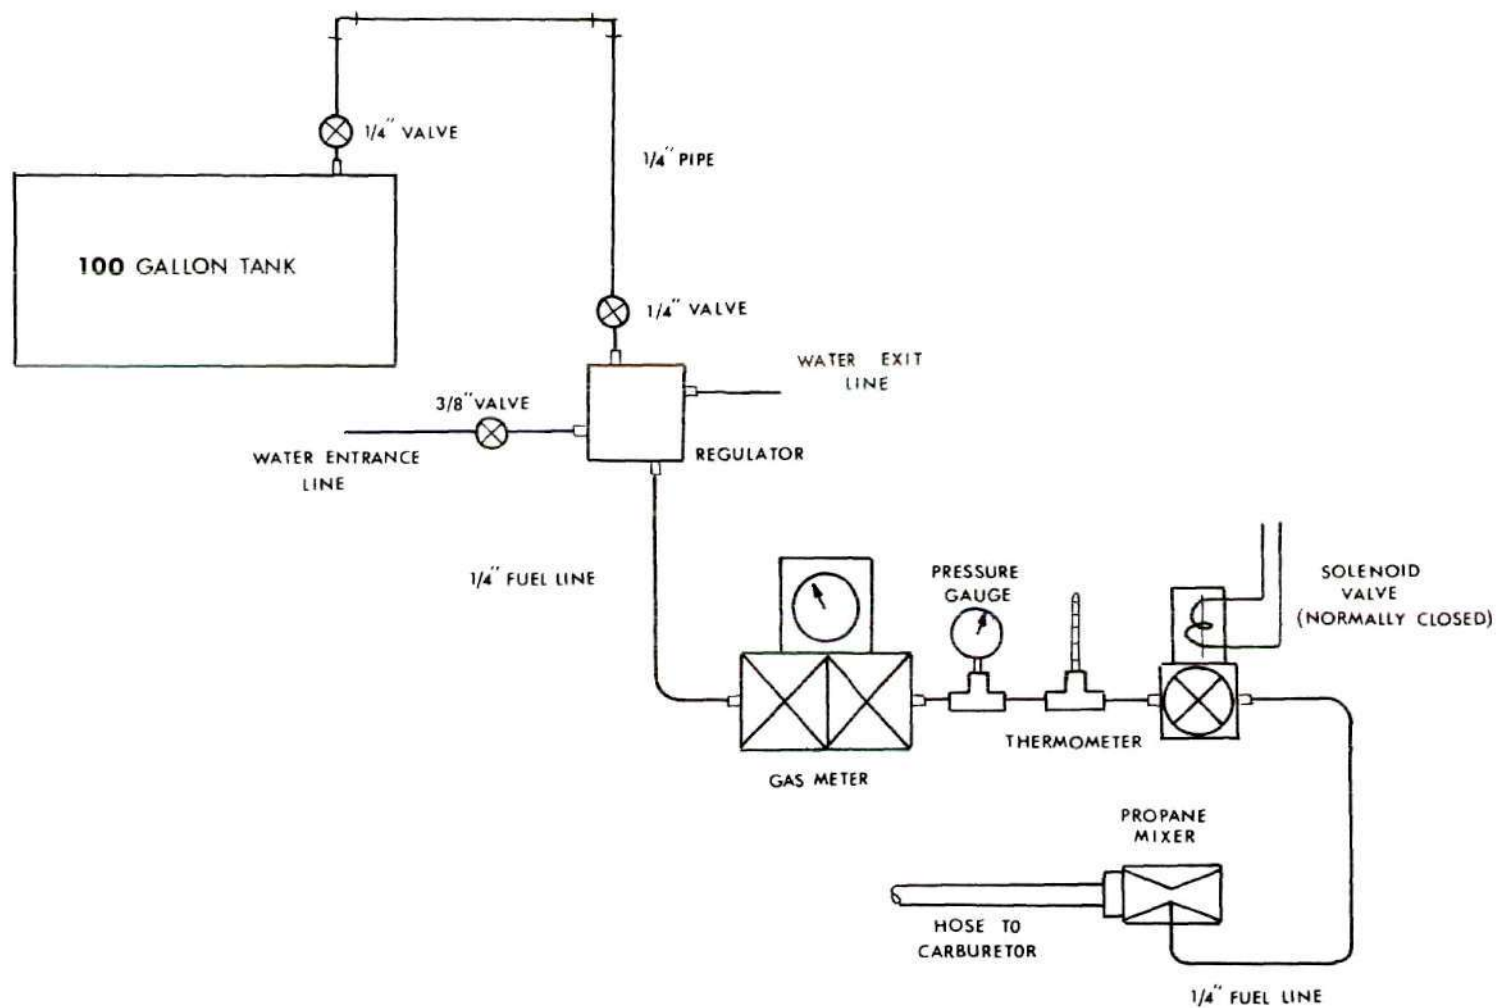 1/4" VALVE
1/4" PIPE
100 GALLON TANK
1/4" VALVE
WATER EXIT
LINE
3/8" VALVE
WATER ENTRANCE
LINE
REGULATOR
1/4" FUEL LINE
PRESSURE
GAUGE
SOLENOID
VALVE
(NORMALLY CLOSED)
THERMOMETER
GAS METER
PROPANE
MIXER
HOSE TO
CARBURETOR
1/4" FUEL LINE